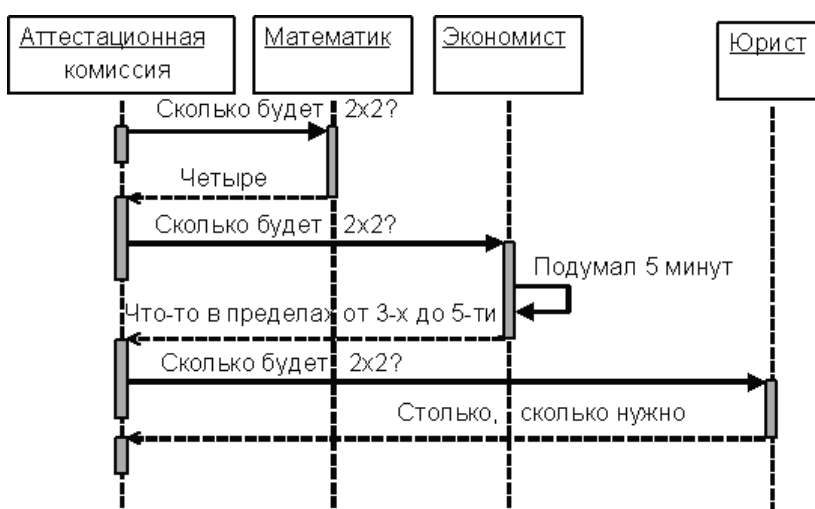 Аттестационная
комиссия
Математик
Экономист
Юрист
Сколько будет 2х2?
Четыре
Сколько будет 2х2?
Подумал 5 минут
Что-то в пределах от 3-х до 5-ти
Сколько будет 2х2?
Столько, сколько нужно